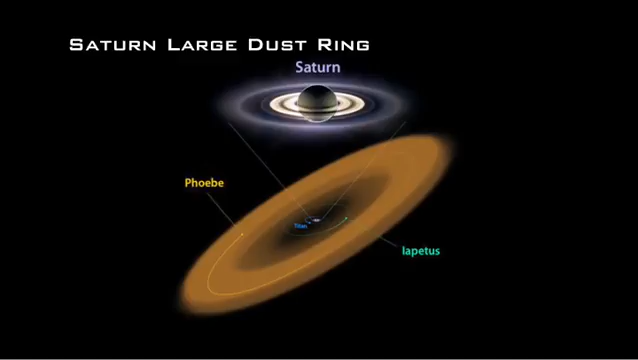 Saturn Large Dust Ring
Saturn
Phoebe
Titan
Iapetus